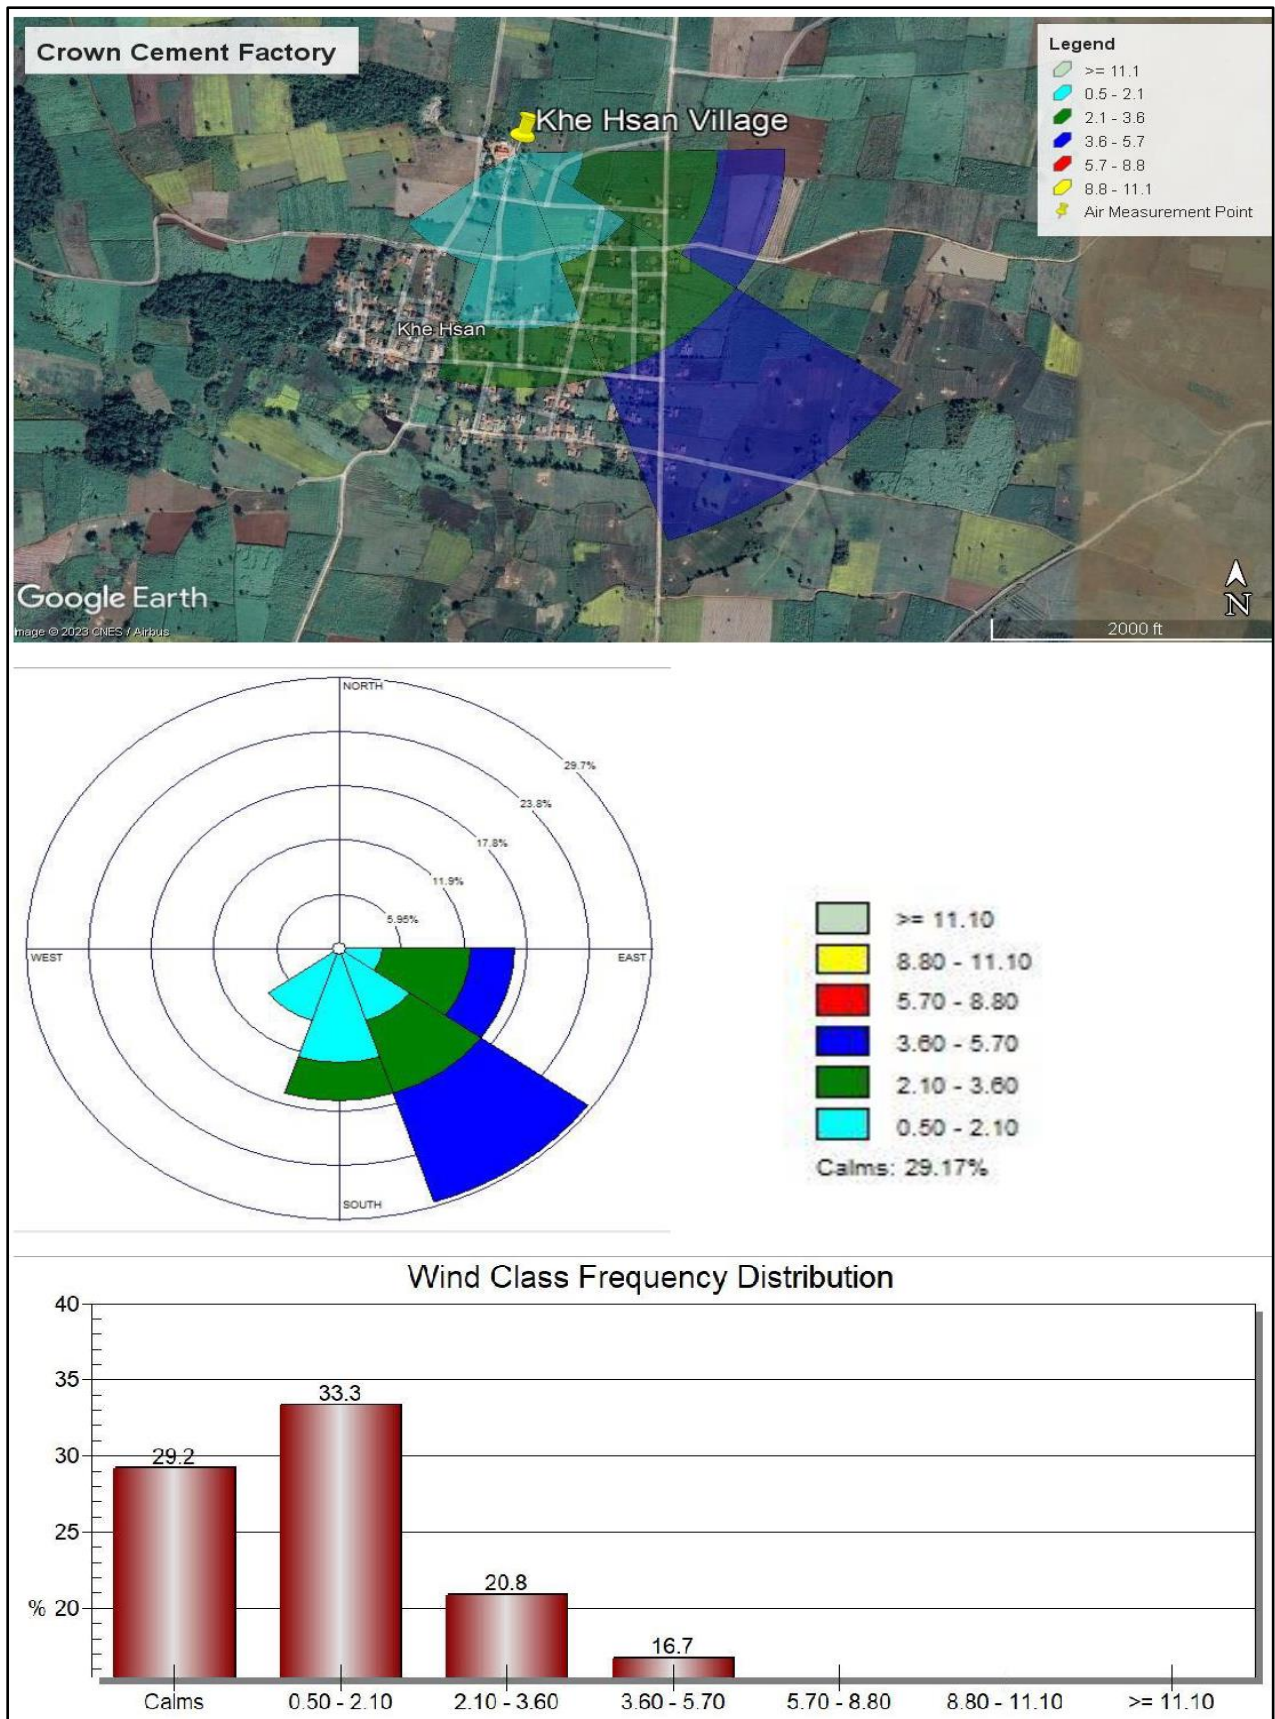 Crown Cement Factory
Legend
>= 11.1
0.5 - 2.1
2.1 - 3.6
3.6 - 5.7
5.7 - 8.8
8.8 - 11.1
Air Measurement Point
Khe Hsan Village
Khe Hsan
Google Earth
Image © 2023 CNES / Airbus
N
2000 ft
NORTH
29.7%
23.8%
17.8%
11.9%
5.95%
WEST
EAST
SOUTH
>= 11.10
8.80 - 11.10
5.70 - 8.80
3.60 - 5.70
2.10 - 3.60
0.50 - 2.10
Calms: 29.17%
Wind Class Frequency Distribution
40
35
30
25
% 20
29.2
33.3
20.8
16.7
Calms 0.50 - 2.10 2.10 - 3.60 3.60 - 5.70 5.70 - 8.80 8.80 - 11.10 >= 11.10